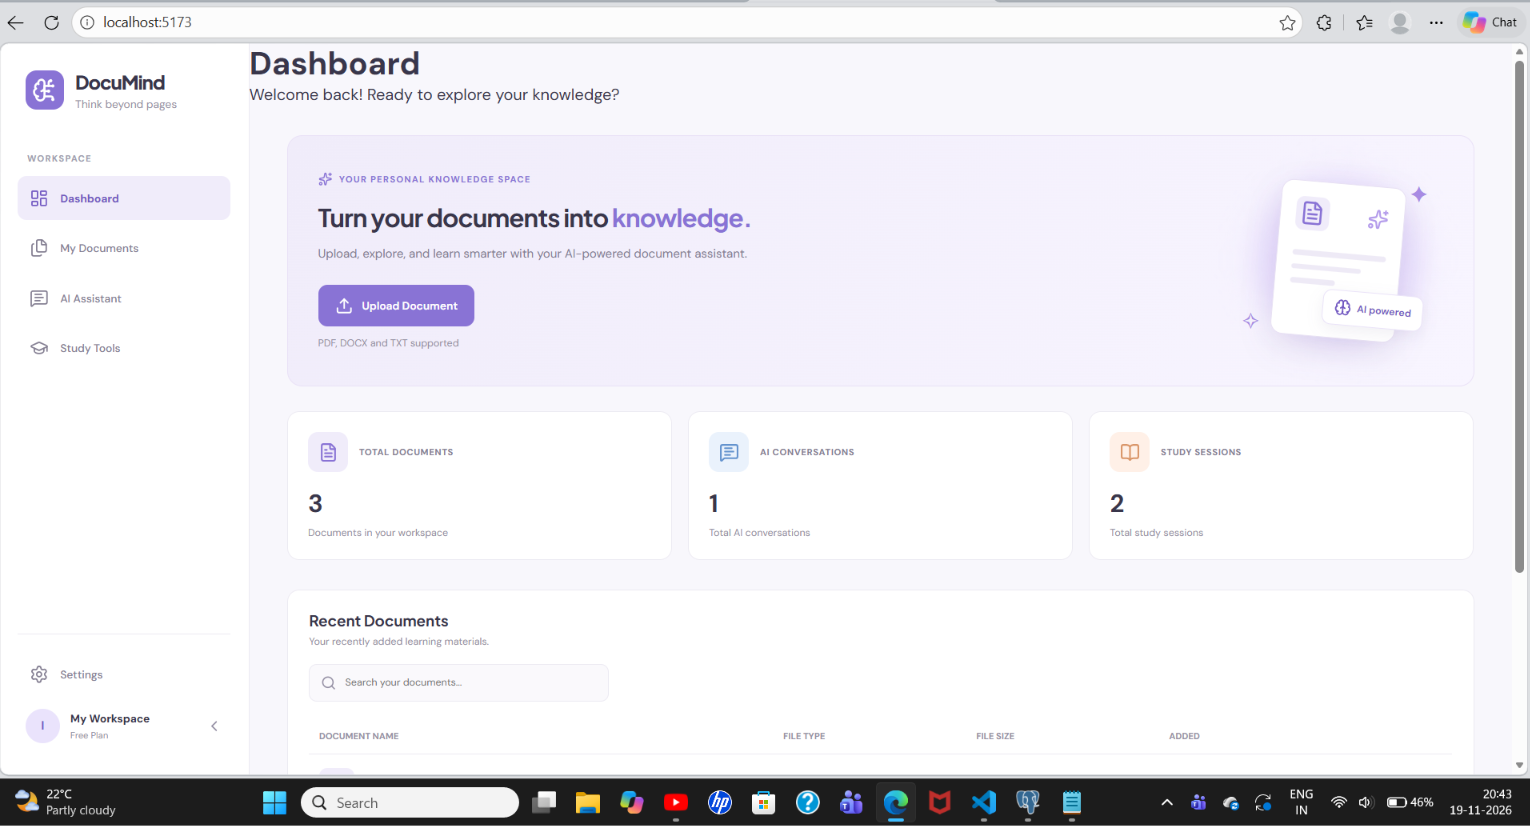 localhost:5173
Chat
DocuMind
Think beyond pages
WORKSPACE
Dashboard
My Documents
AI Assistant
Study Tools
Settings
I
My Workspace
Free Plan
Dashboard
Welcome back! Ready to explore your knowledge?
YOUR PERSONAL KNOWLEDGE SPACE
Turn your documents into knowledge.
Upload, explore, and learn smarter with your AI-powered document assistant.
Upload Document
PDF, DOCX and TXT supported
AI powered
TOTAL DOCUMENTS
3
Documents in your workspace
AI CONVERSATIONS
1
Total AI conversations
STUDY SESSIONS
2
Total study sessions
Recent Documents
Your recently added learning materials.
Search your documents...
DOCUMENT NAME FILE TYPE FILE SIZE ADDED
22°C
Partly cloudy
Search
hp
ENG
IN
46%
20:43
19-11-2026